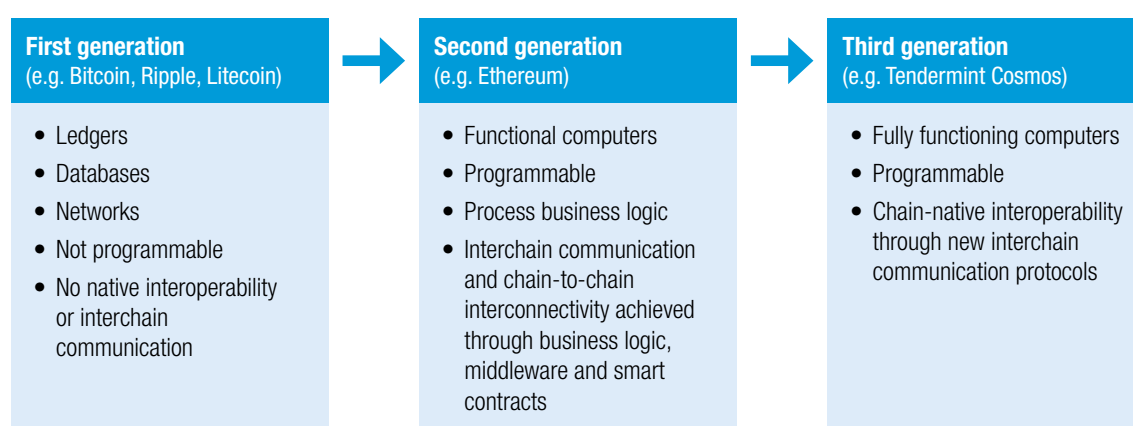 First generation
(e.g. Bitcoin, Ripple, Litecoin)
• Ledgers
• Databases
• Networks
• Not programmable
• No native interoperability
or interchain
communication
Second generation
(e.g. Ethereum)
• Functional computers
• Programmable
• Process business logic
• Interchain communication
and chain-to-chain
interconnectivity achieved
through business logic,
middleware and smart
contracts
Third generation
(e.g. Tendermint Cosmos)
• Fully functioning computers
• Programmable
• Chain-native interoperability
through new interchain
communication protocols